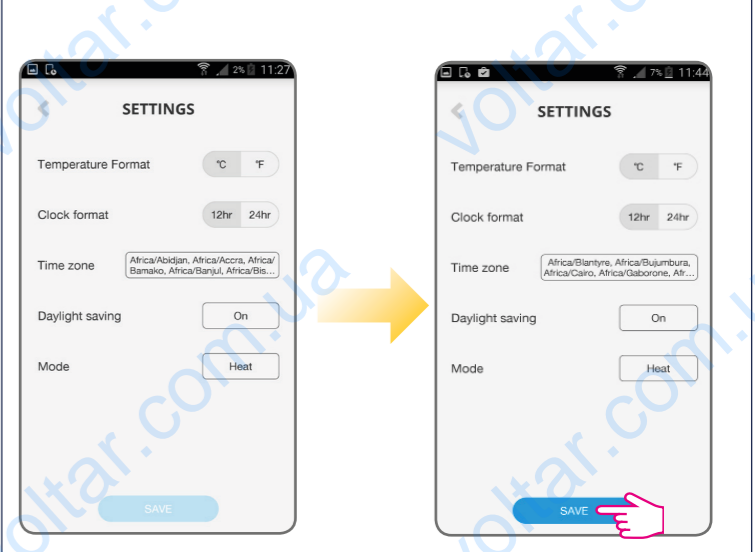 voltar.com.ua
voltar.com.ua
2% 11:27
SETTINGS
Temperature Format
°C °F
Clock format
12hr 24hr
Time zone
Africa/Abidjan, Africa/Accra, Africa/
Bamako, Africa/Banjul, Africa/Bis...
Daylight saving
On
Mode
Heat
SAVE
7% 11:44
SETTINGS
Temperature Format
°C °F
Clock format
12hr 24hr
Time zone
Africa/Blantyre, Africa/Bujumbura,
Africa/Cairo, Africa/Gaborone, Afr...
Daylight saving
On
Mode
Heat
SAVE